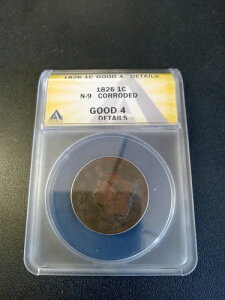 1826 1C GOOD 4 DETAILS
1826 1C
N-9 CORRODED
GOOD 4
DETAILS